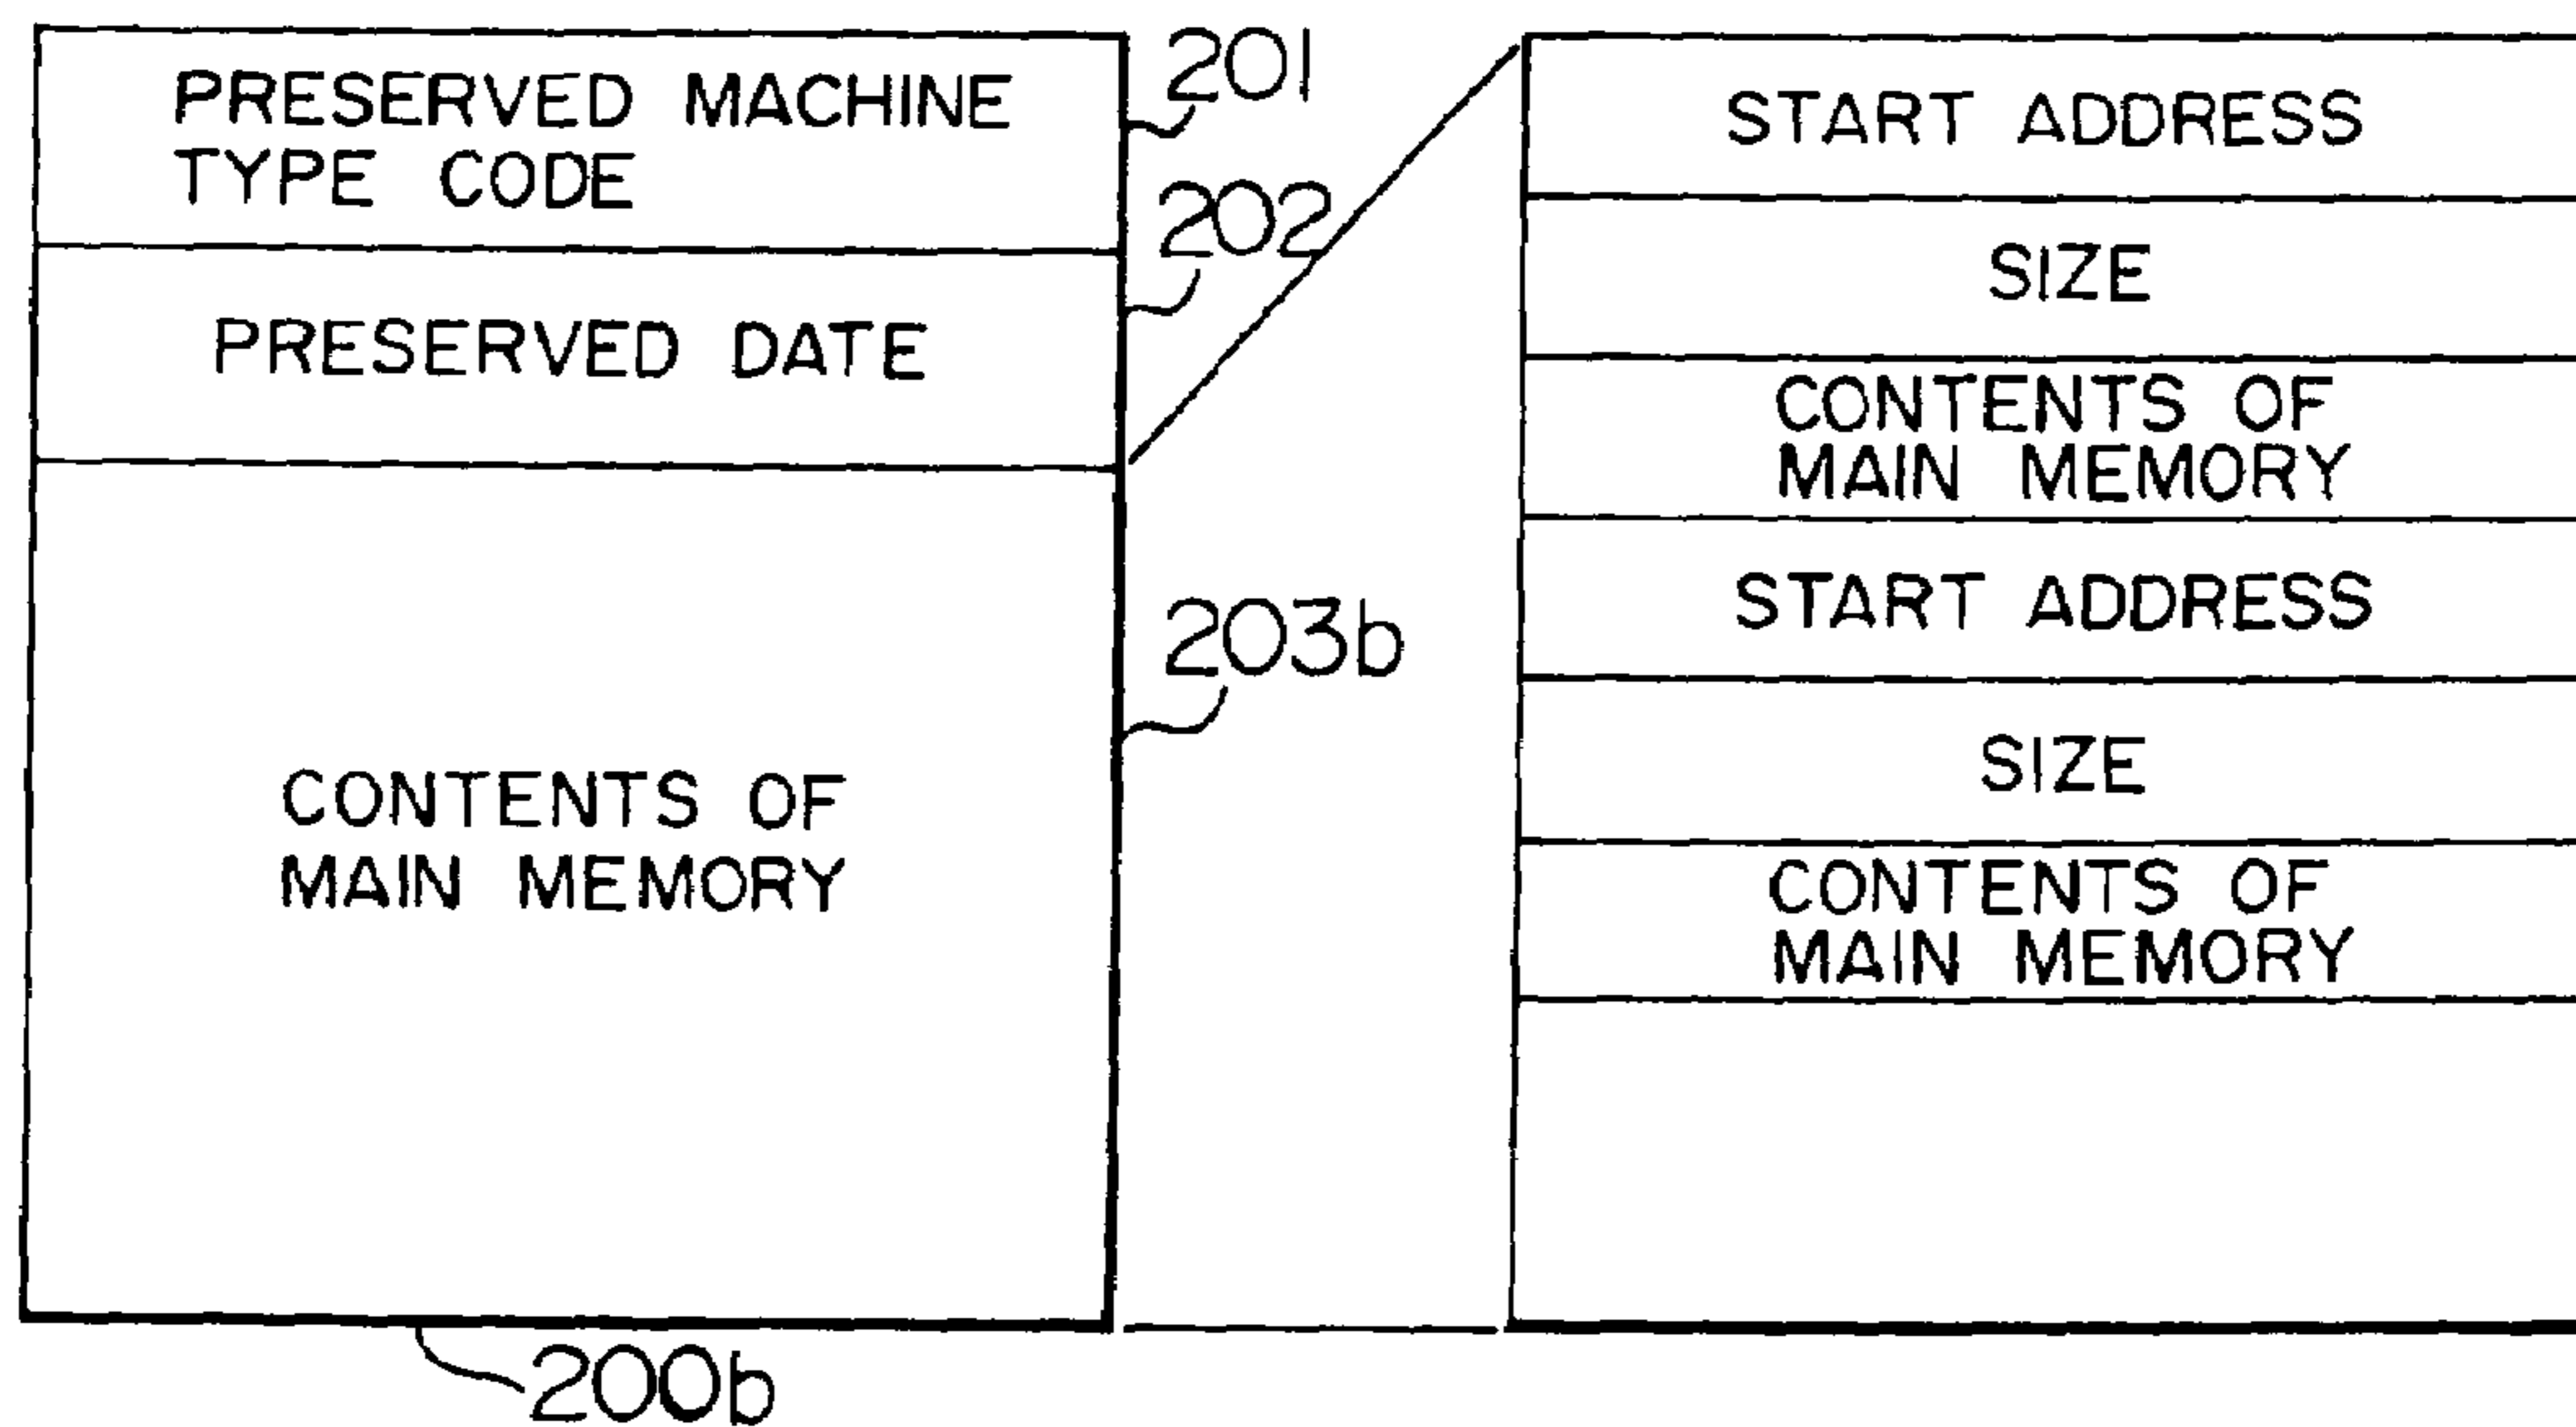 PRESERVED MACHINE
TYPE CODE
201
PRESERVED DATE
202
CONTENTS OF
MAIN MEMORY
203b
200b
START ADDRESS
SIZE
CONTENTS OF
MAIN MEMORY
START ADDRESS
SIZE
CONTENTS OF
MAIN MEMORY